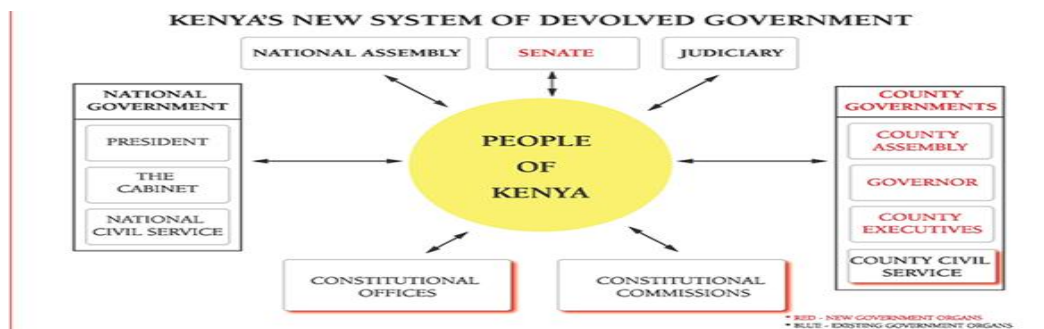 KENYA'S NEW SYSTEM OF DEVOLVED GOVERNMENT
NATIONAL ASSEMBLY
SENATE
JUDICIARY
NATIONAL
GOVERNMENT
PRESIDENT
THE
CABINET
NATIONAL
CIVIL SERVICE
PEOPLE
OF
KENYA
COUNTY
GOVERNMENTS
COUNTY
ASSEMBLY
GOVERNOR
COUNTY
EXECUTIVES
COUNTY CIVIL
SERVICE
CONSTITUTIONAL
OFFICES
CONSTITUTIONAL
COMMISSIONS
* RED - NEW GOVERNMENT ORGANS
* BLUE - EXISTING GOVERNMENT ORGANS